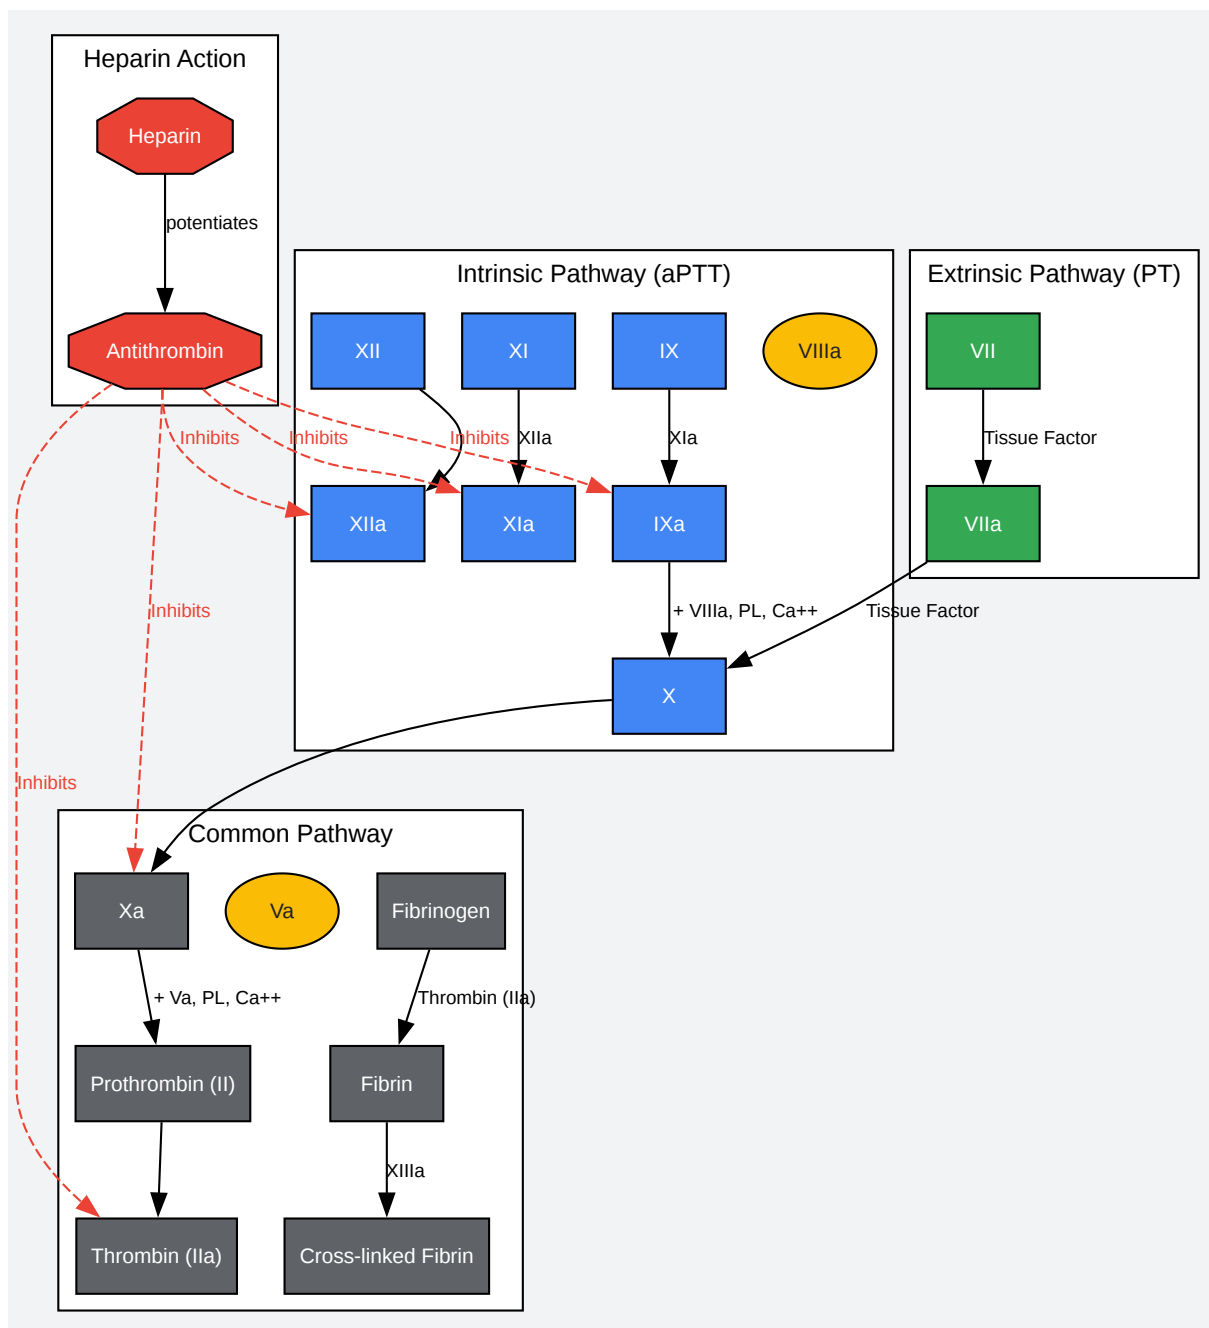 Heparin Action
Heparin
potentiates
Antithrombin
Intrinsic Pathway (aPTT)
XII
XI
IX
VIIIa
Extrinsic Pathway (PT)
VII
Inhibits
Inhibits
Inhibits
XIIa
XIa
Tissue Factor
XIIa
XIa
IXa
VIIa
Inhibits
+ VIIIa, PL, Ca++
Tissue Factor
X
Inhibits
Common Pathway
Xa
Va
Fibrinogen
+ Va, PL, Ca++
Thrombin (IIa)
Prothrombin (II)
Fibrin
XIIIa
Thrombin (IIa)
Cross-linked Fibrin